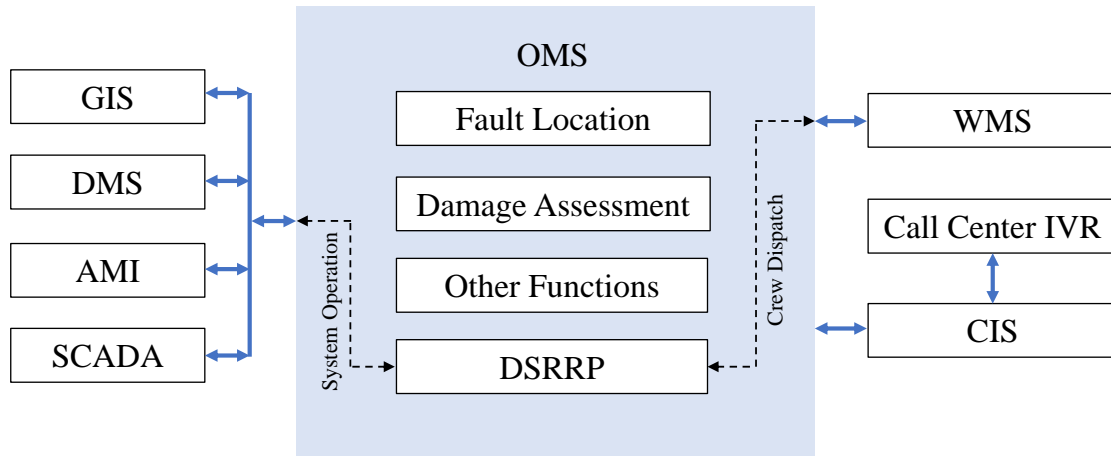 OMS
GIS
DMS
AMI
SCADA
System Operation
Fault Location
Damage Assessment
Other Functions
DSRRP
Crew Dispatch
WMS
Call Center IVR
CIS